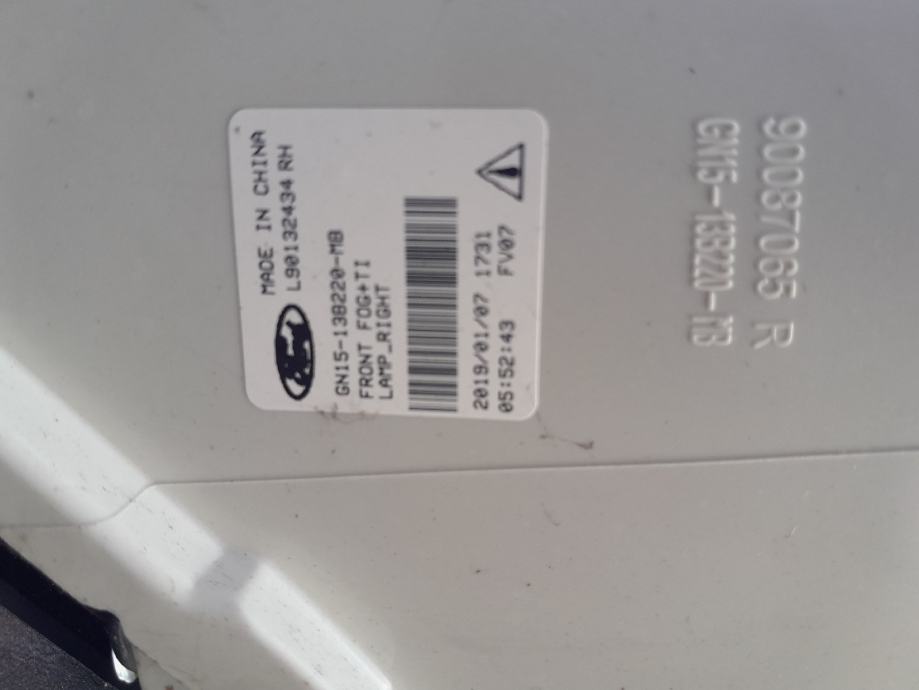 MADE IN CHINA
L90132434 RH
GN15-13B220-MB
FRONT FOG+TI
LAMP_RIGHT
2019/01/07 1731
05:52:43 FV07
GN15-13B220-MB
90087065 R